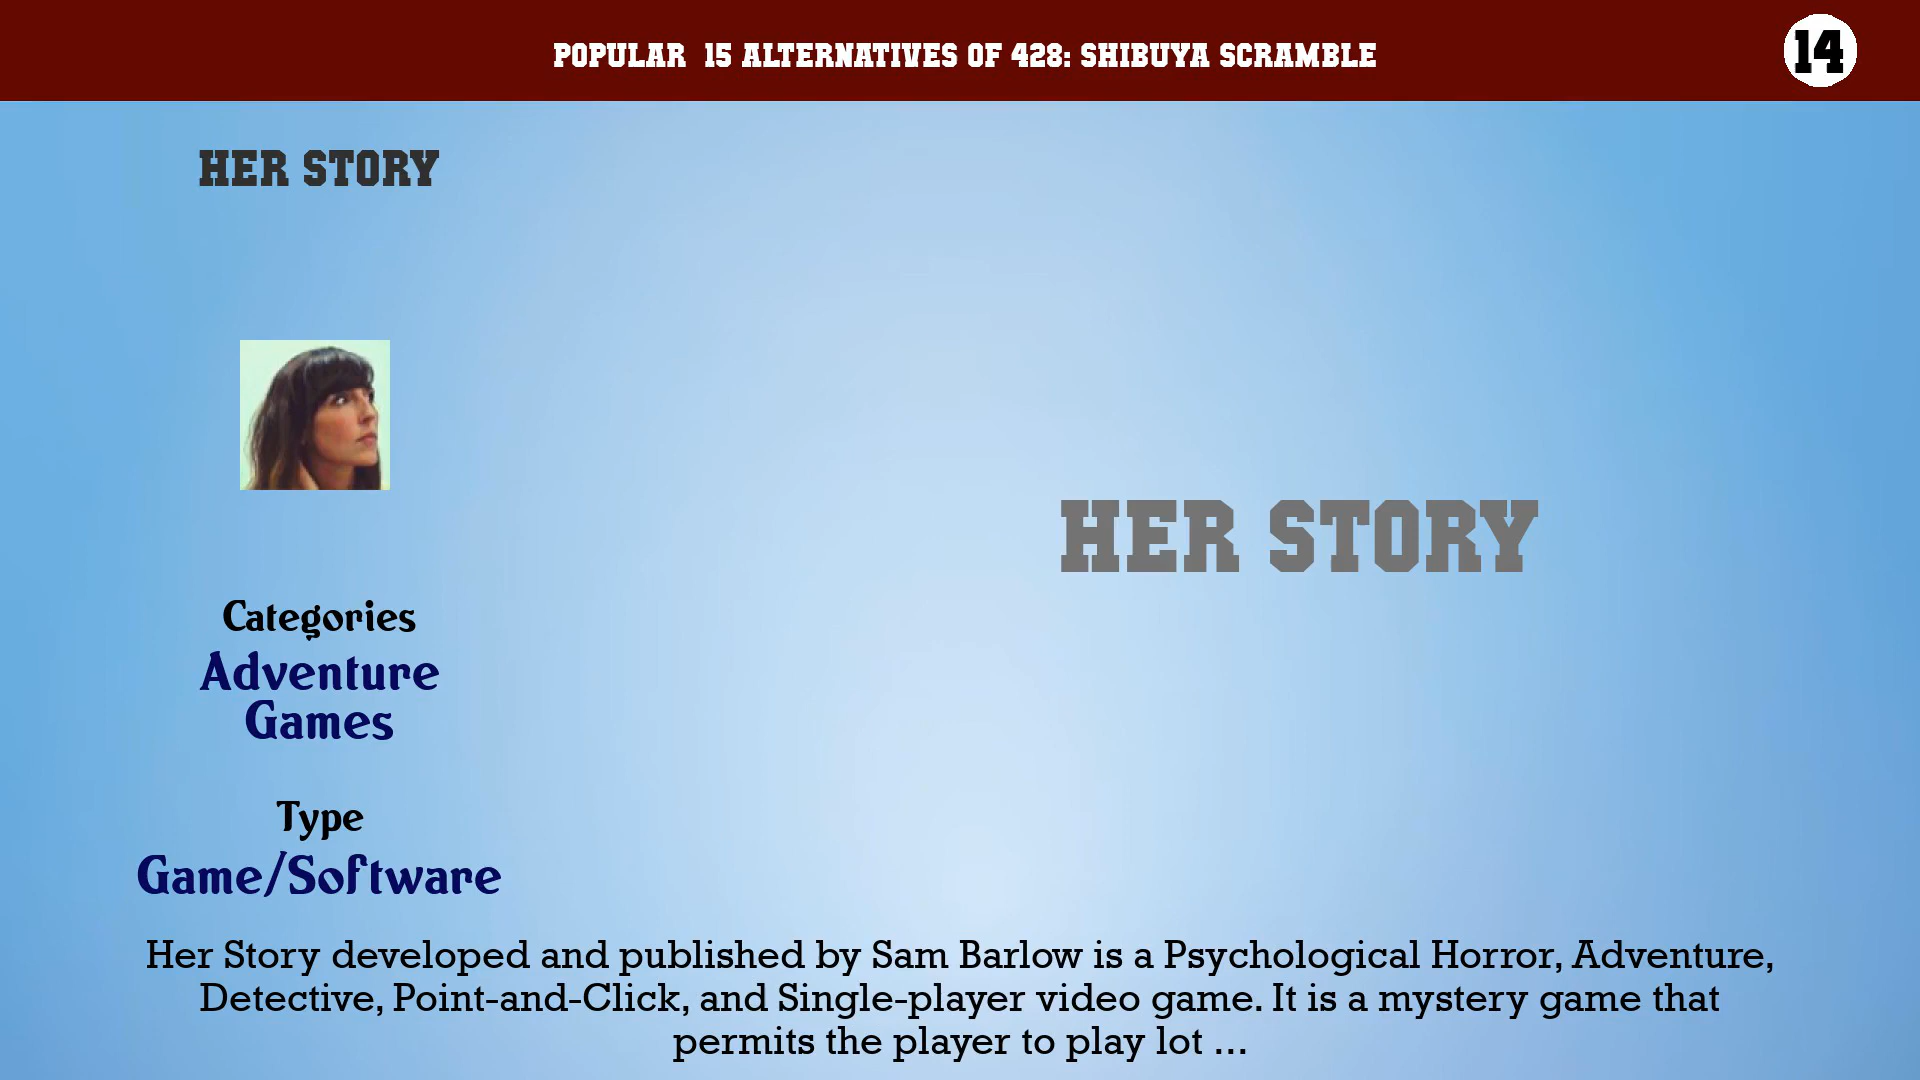 POPULAR 15 ALTERNATIVES OF 428: SHIBUYA SCRAMBLE
14
HER STORY
HER STORY
Categories
Adventure
Games
Type
Game/Software
Her Story developed and published by Sam Barlow is a Psychological Horror, Adventure,
Detective, Point-and-Click, and Single-player video game. It is a mystery game that
permits the player to play lot ...